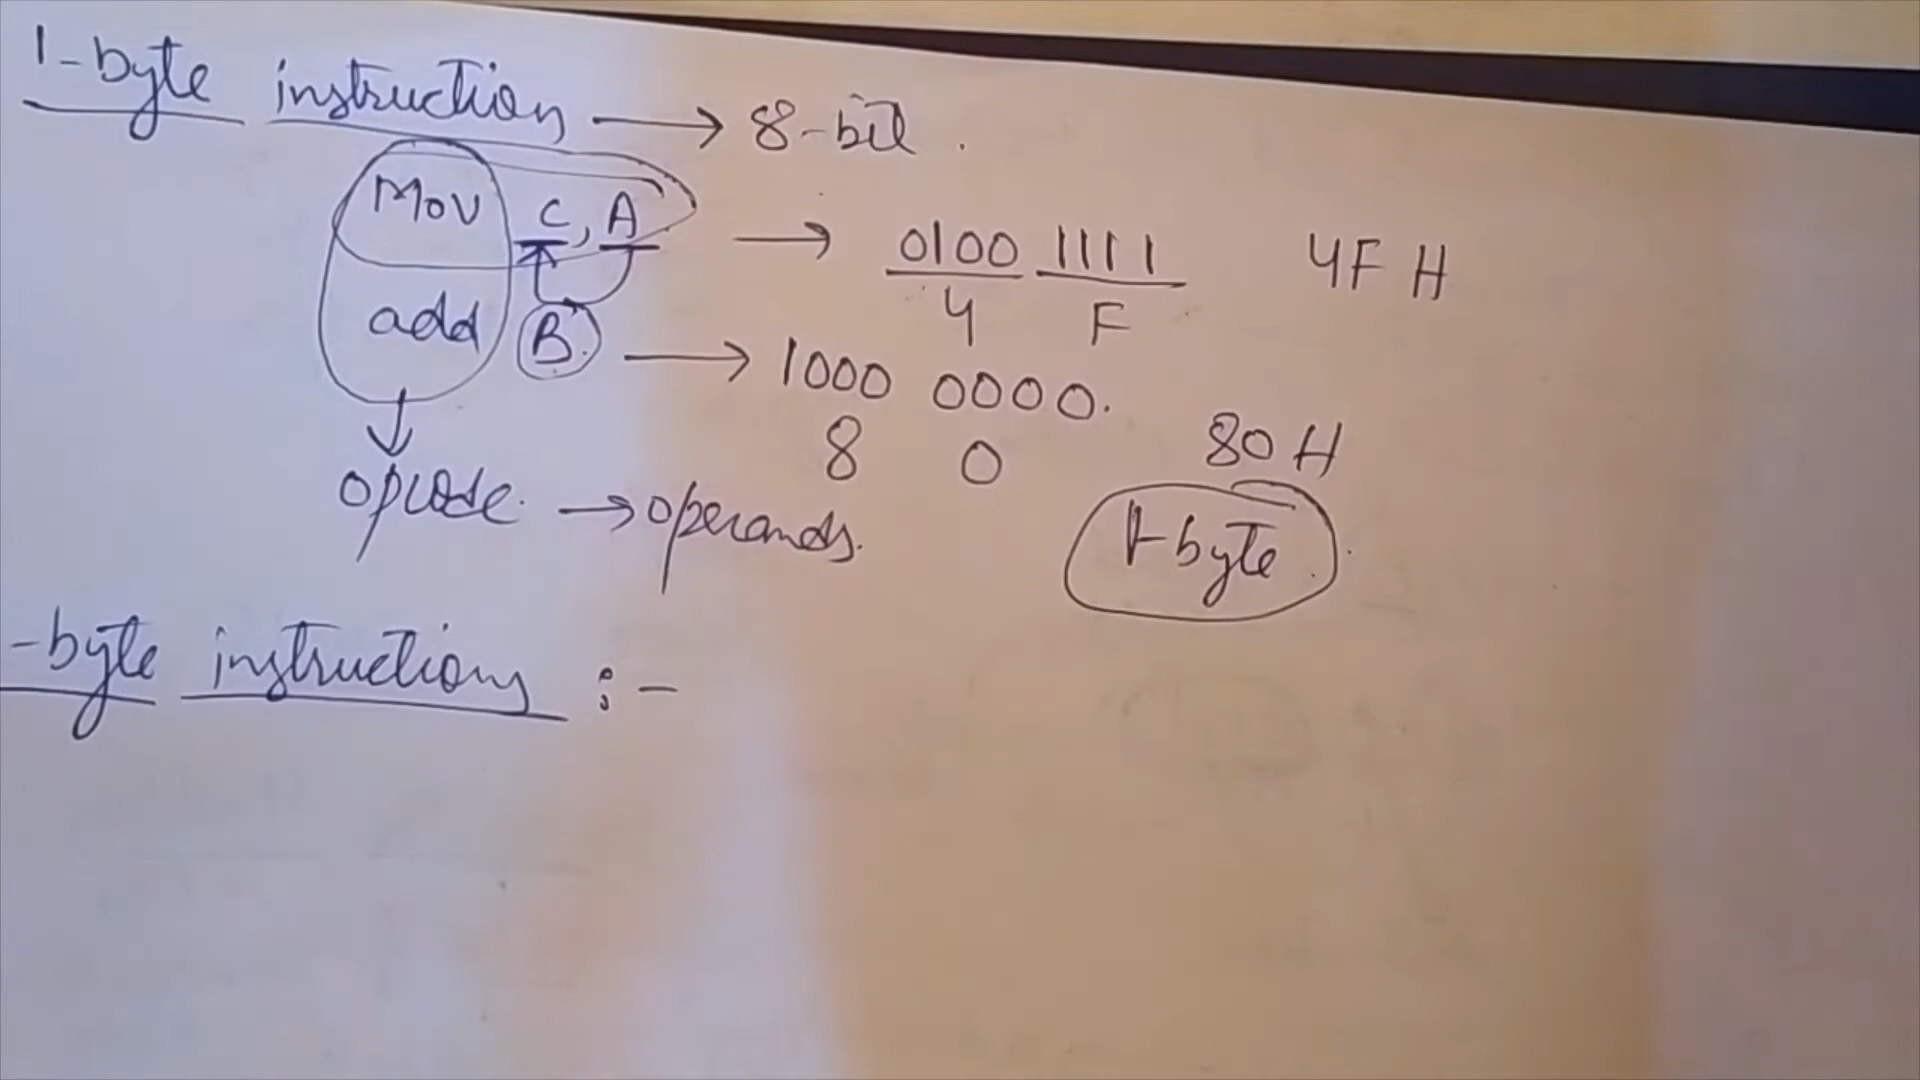 1-byte instruction → 8-bit.
MOV C, A → 0100 1111 4F H
4 F
add B. → 1000 0000.
8 0 80 H
opcode. → operands. 1-byte.
-byte instructions :-